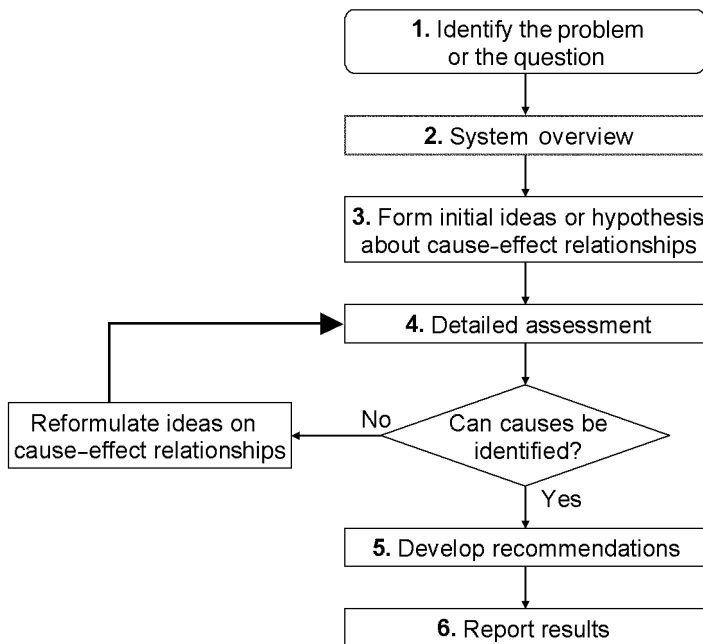 1. Identify the problem
or the question
2. System overview
3. Form initial ideas or hypothesis
about cause-effect relationships
4. Detailed assessment
Reformulate ideas on
cause-effect relationships
No
Can causes be
identified?
Yes
5. Develop recommendations
6. Report results